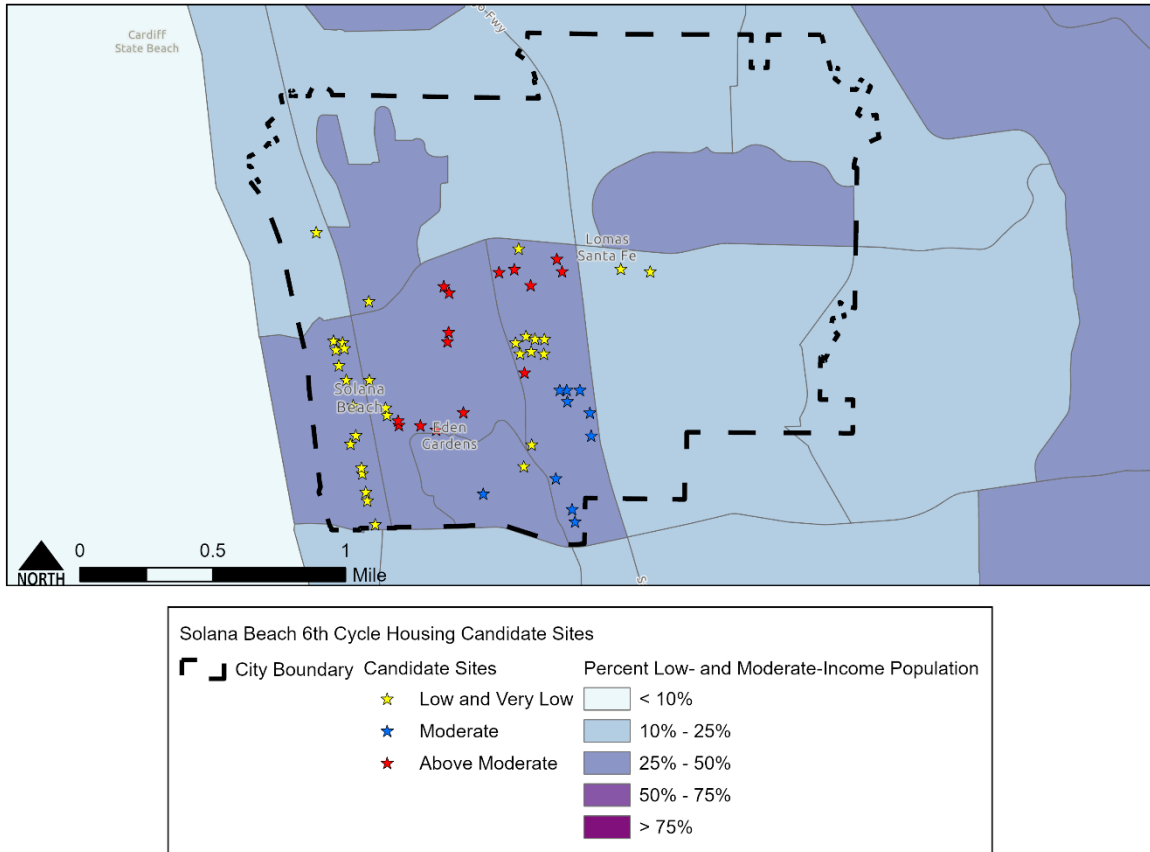 Cardiff
State Beach
o-Fwy
Lomas
Santa Fe
Solana
Beach
Eden
Gardens
S
0 0.5 1
Mile
NORTH
Solana Beach 6th Cycle Housing Candidate Sites
City Boundary Candidate Sites Percent Low- and Moderate-Income Population
Low and Very Low < 10%
Moderate 10% - 25%
Above Moderate 25% - 50%
50% - 75%
> 75%